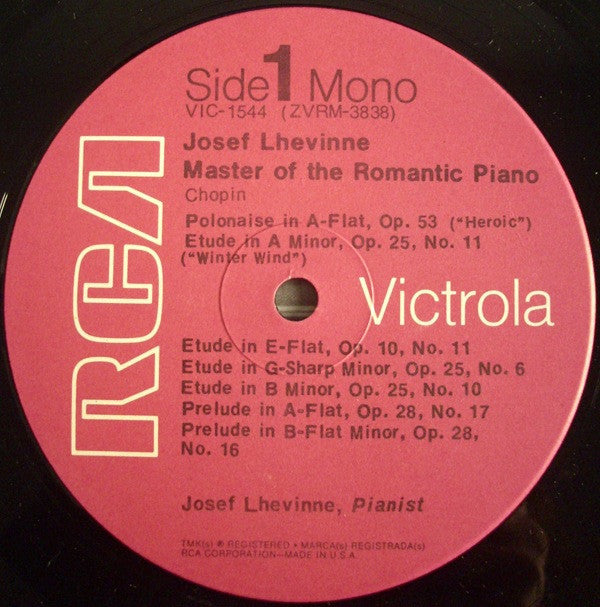 Side 1 Mono
VIC-1544 (ZVRM-3838)
Josef Lhevinne
Master of the Romantic Piano
Chopin
Polonaise in A-Flat, Op. 53 ("Heroic")
Etude in A Minor, Op. 25, No. 11
("Winter Wind")
RCA
Victrola
Etude in E-Flat, Op. 10, No. 11
Etude in G-Sharp Minor, Op. 25, No. 6
Etude in B Minor, Op. 25, No. 10
Prelude in A-Flat, Op. 28, No. 17
Prelude in B-Flat Minor, Op. 28,
No. 16
Josef Lhevinne, Pianist
TMK(s) ® REGISTERED • MARCA(s) REGISTRADA(s)
RCA CORPORATION—MADE IN U.S.A.